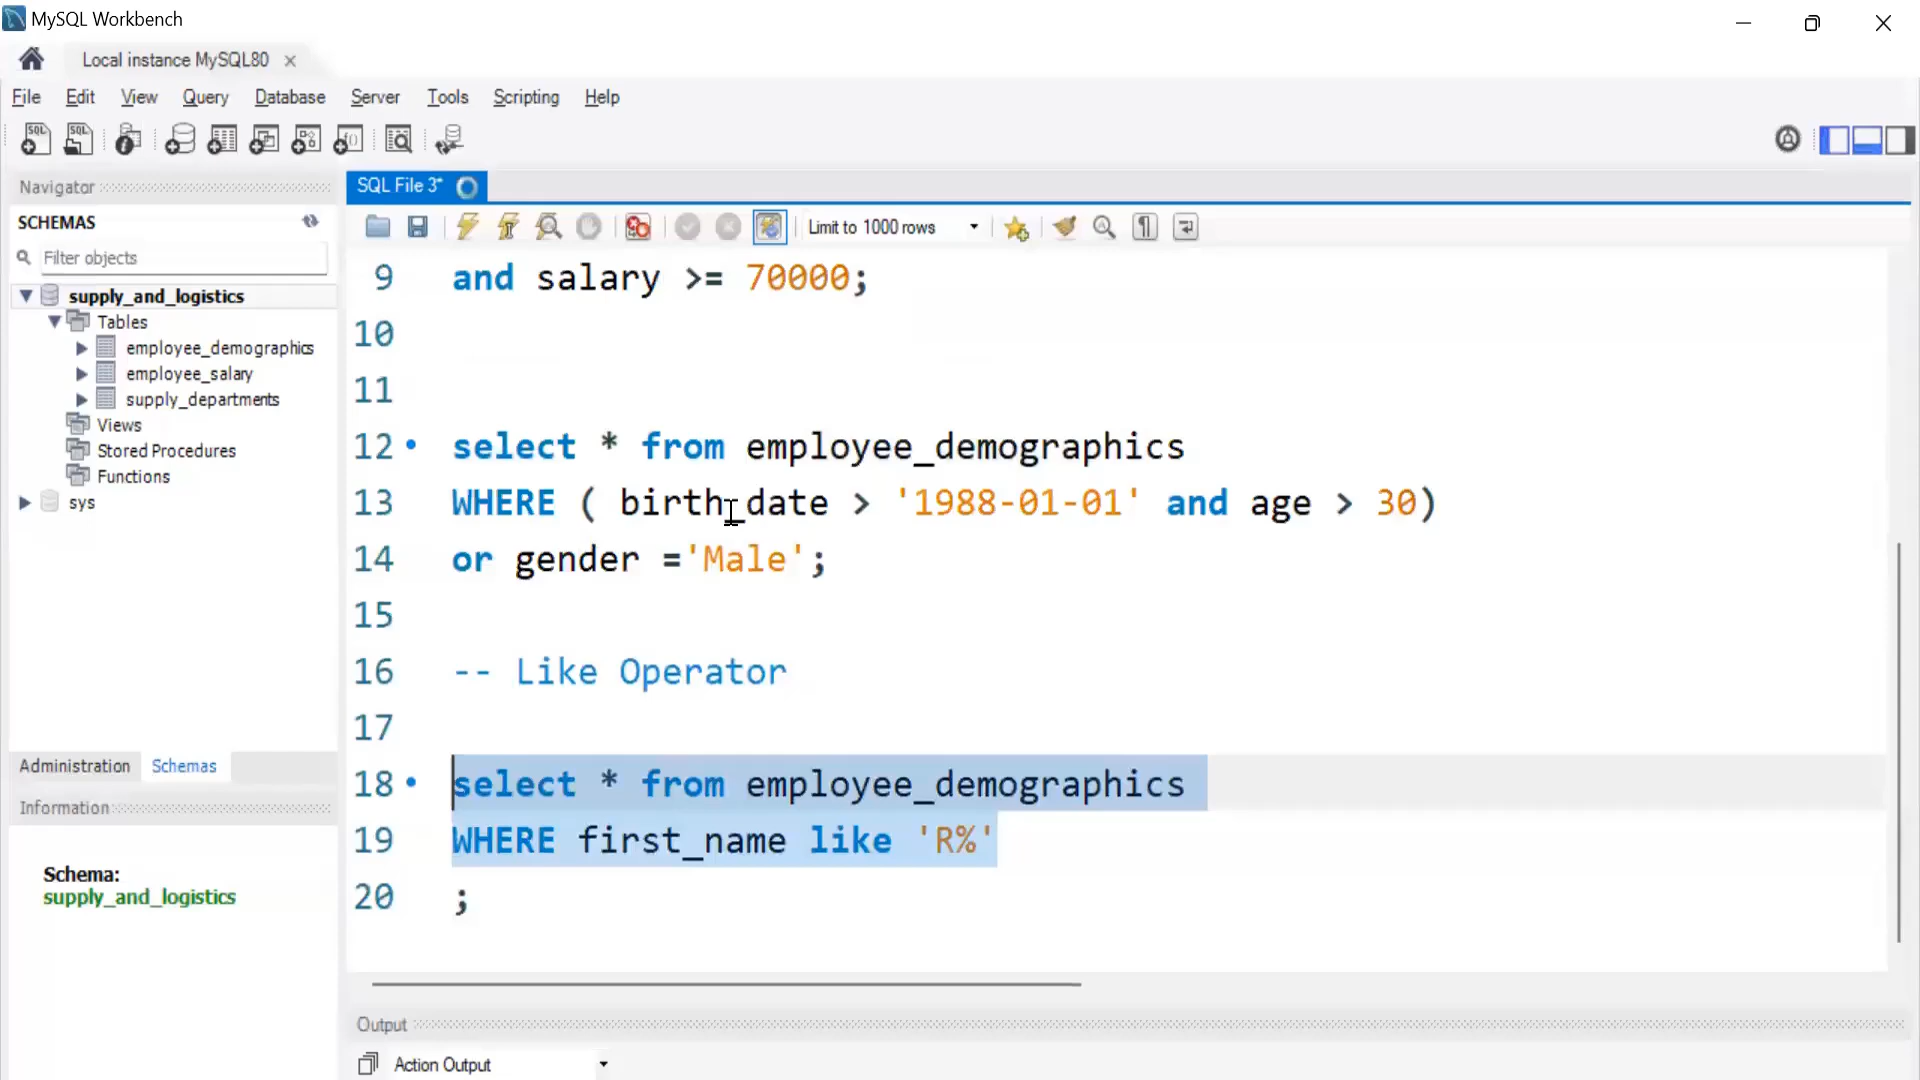 MySQL Workbench
Local instance MySQL80
File Edit View Query Database Server Tools Scripting Help
Navigator
SCHEMAS
Filter objects
supply_and_logistics
Tables
employee_demographics
employee_salary
supply_departments
Views
Stored Procedures
Functions
sys
Administration Schemas
Information
Schema:
supply_and_logistics
SQL File 3*
Limit to 1000 rows
9 and salary >= 70000;
10
11
12 select * from employee_demographics
13 WHERE ( birth_date > '1988-01-01' and age > 30)
14 or gender ='Male';
15
16 -- Like Operator
17
18 select * from employee_demographics
19 WHERE first_name like 'R%'
20 ;
Output
Action Output